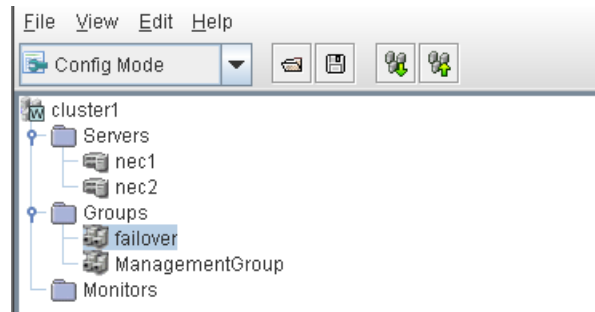 File View Edit Help
Config Mode
cluster1
Servers
nec1
nec2
Groups
failover
ManagementGroup
Monitors